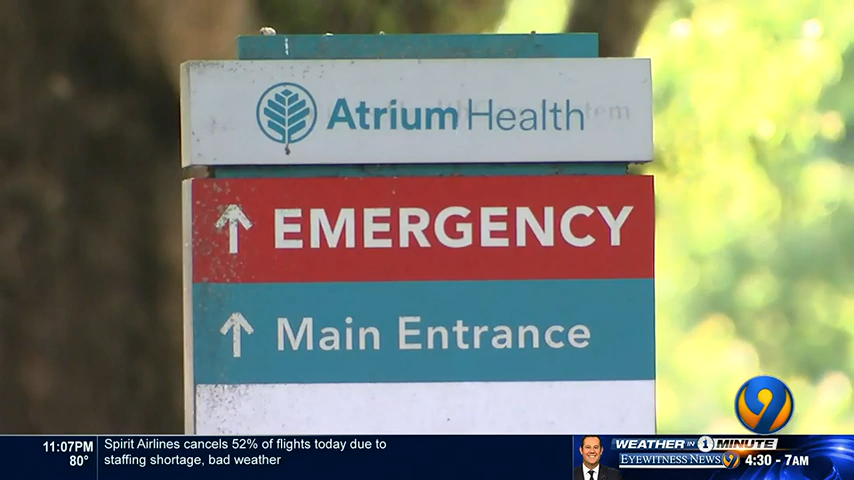 Atrium Health
EMERGENCY
Main Entrance
11:07PM
80°
Spirit Airlines cancels 52% of flights today due to
staffing shortage, bad weather
WEATHER IN 1 MINUTE
EYEWITNESS NEWS 9 4:30 - 7AM
9